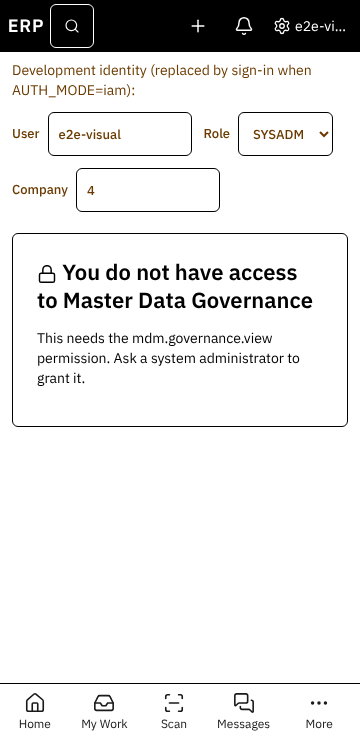 ERP
e2e-vi...
Development identity (replaced by sign-in when
AUTH_MODE=iam):
User e2e-visual Role SYSADM
Company 4
You do not have access
to Master Data Governance
This needs the mdm.governance.view
permission. Ask a system administrator to
grant it.
Home My Work Scan Messages More